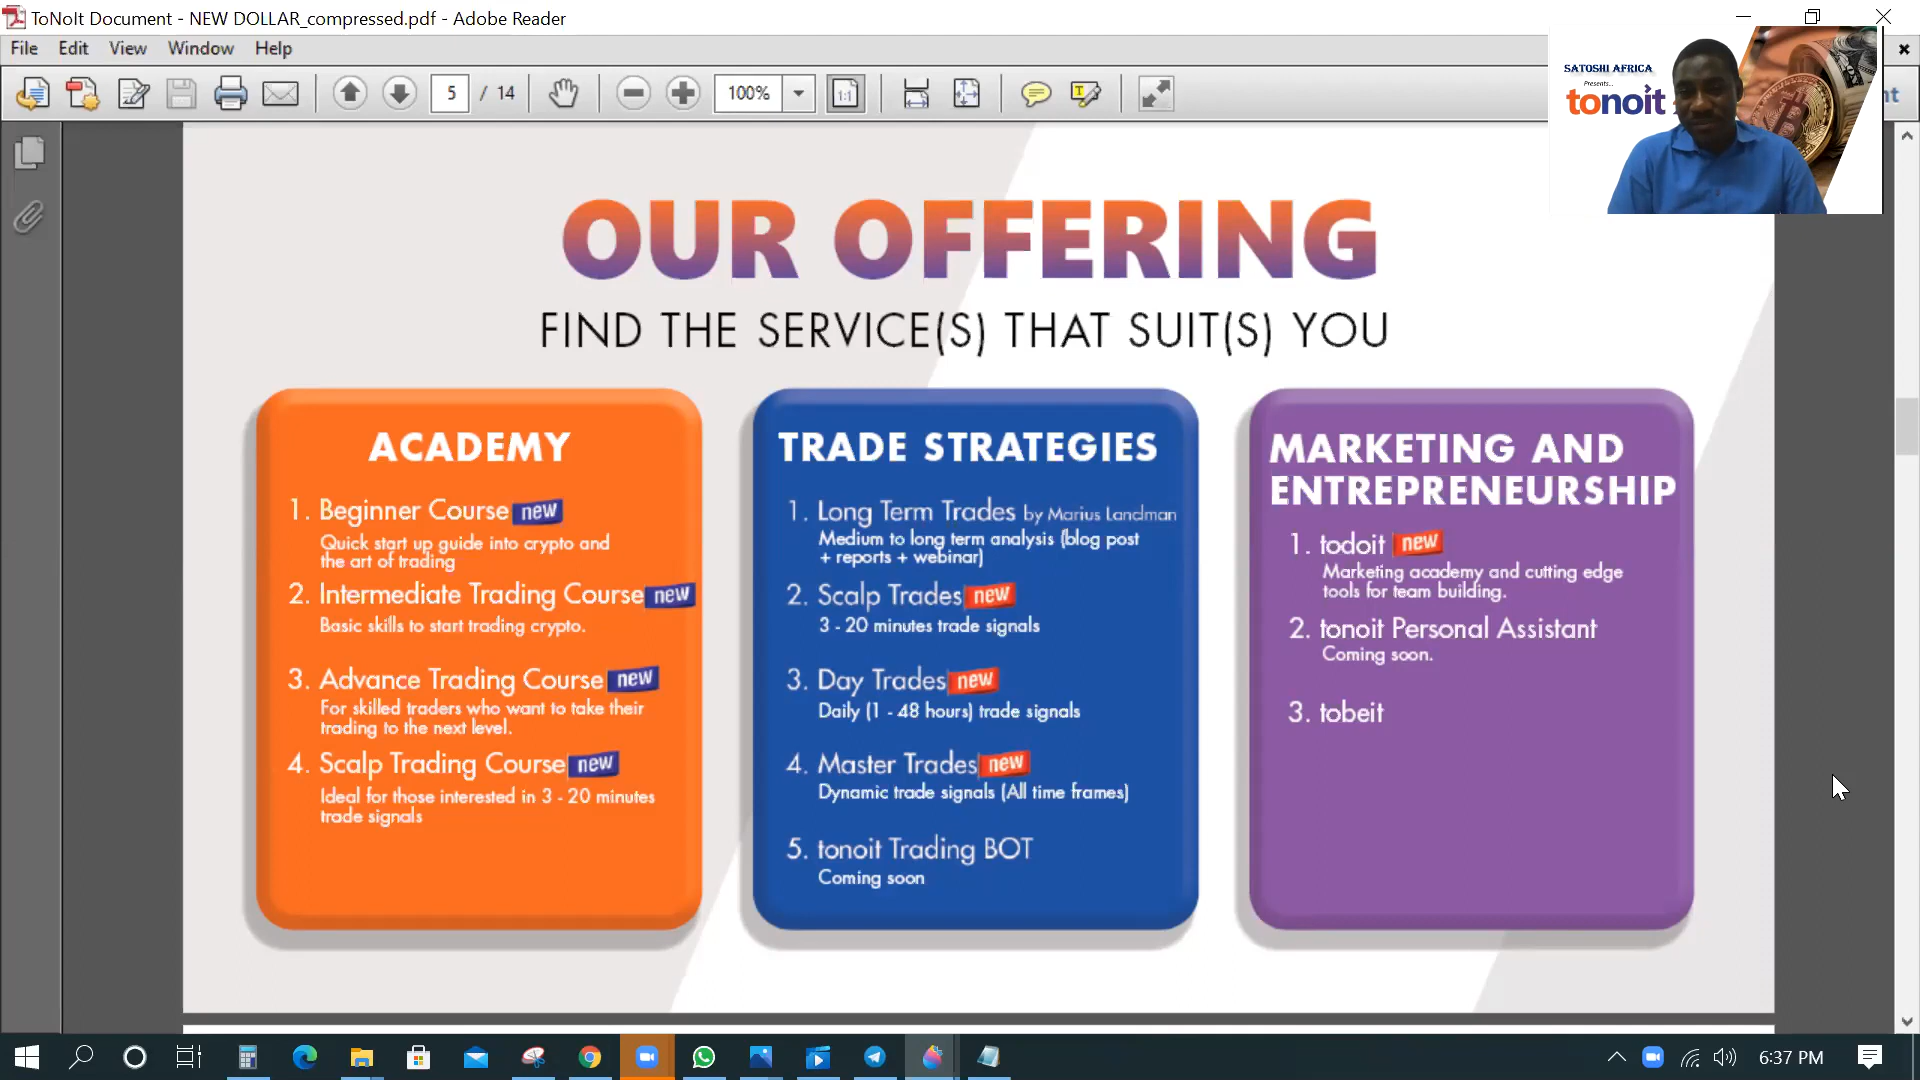 ToNoIt Document - NEW DOLLAR_compressed.pdf - Adobe Reader
File Edit View Window Help
5 / 14
100%
1:1
SATOSHI AFRICA
Presents...
tonoit
nt
OUR OFFERING
FIND THE SERVICE(S) THAT SUIT(S) YOU
ACADEMY
1. Beginner Course new
Quick start up guide into crypto and
the art of trading
2. Intermediate Trading Course new
Basic skills to start trading crypto.
3. Advance Trading Course new
For skilled traders who want to take their
trading to the next level.
4. Scalp Trading Course new
Ideal for those interested in 3 - 20 minutes
trade signals
TRADE STRATEGIES
1. Long Term Trades by Marius Landman
Medium to long term analysis (blog post
+ reports + webinar)
2. Scalp Trades new
3 - 20 minutes trade signals
3. Day Trades new
Daily (1 - 48 hours) trade signals
4. Master Trades new
Dynamic trade signals (All time frames)
5. tonoit Trading BOT
Coming soon
MARKETING AND
ENTREPRENEURSHIP
1. todoit new
Marketing academy and cutting edge
tools for team building.
2. tonoit Personal Assistant
Coming soon.
3. tobeit
6:37 PM